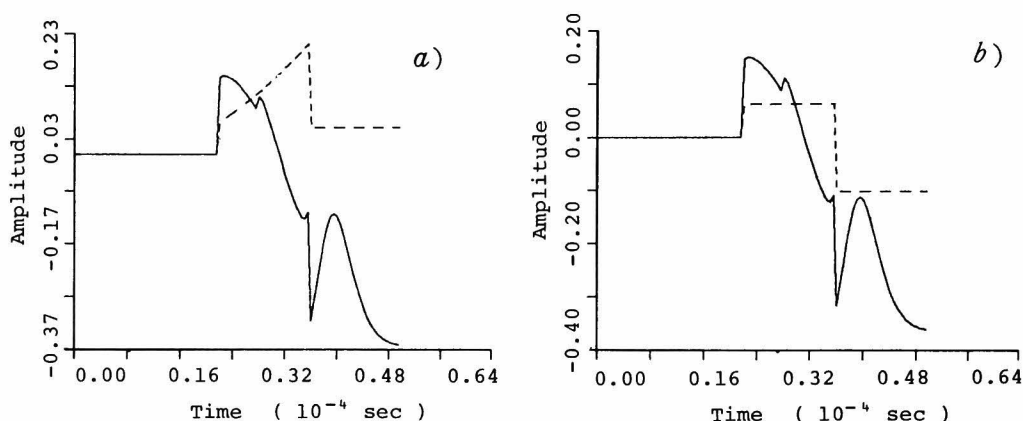 a)
0.23
0.03
-0.17
-0.37
Amplitude
0.00 0.16 0.32 0.48 0.64
Time ( 10⁻⁴ sec )
b)
0.20
0.00
-0.20
-0.40
Amplitude
0.00 0.16 0.32 0.48 0.64
Time ( 10⁻⁴ sec )